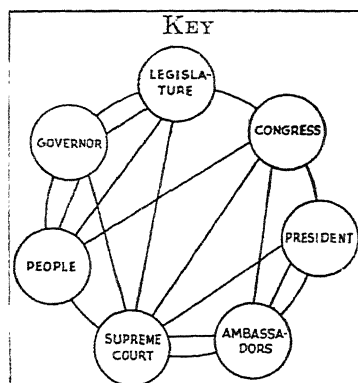 KEY
LEGISLA-
TURE
CONGRESS
GOVERNOR
PRESIDENT
PEOPLE
SUPREME
COURT
AMBASSA-
DORS